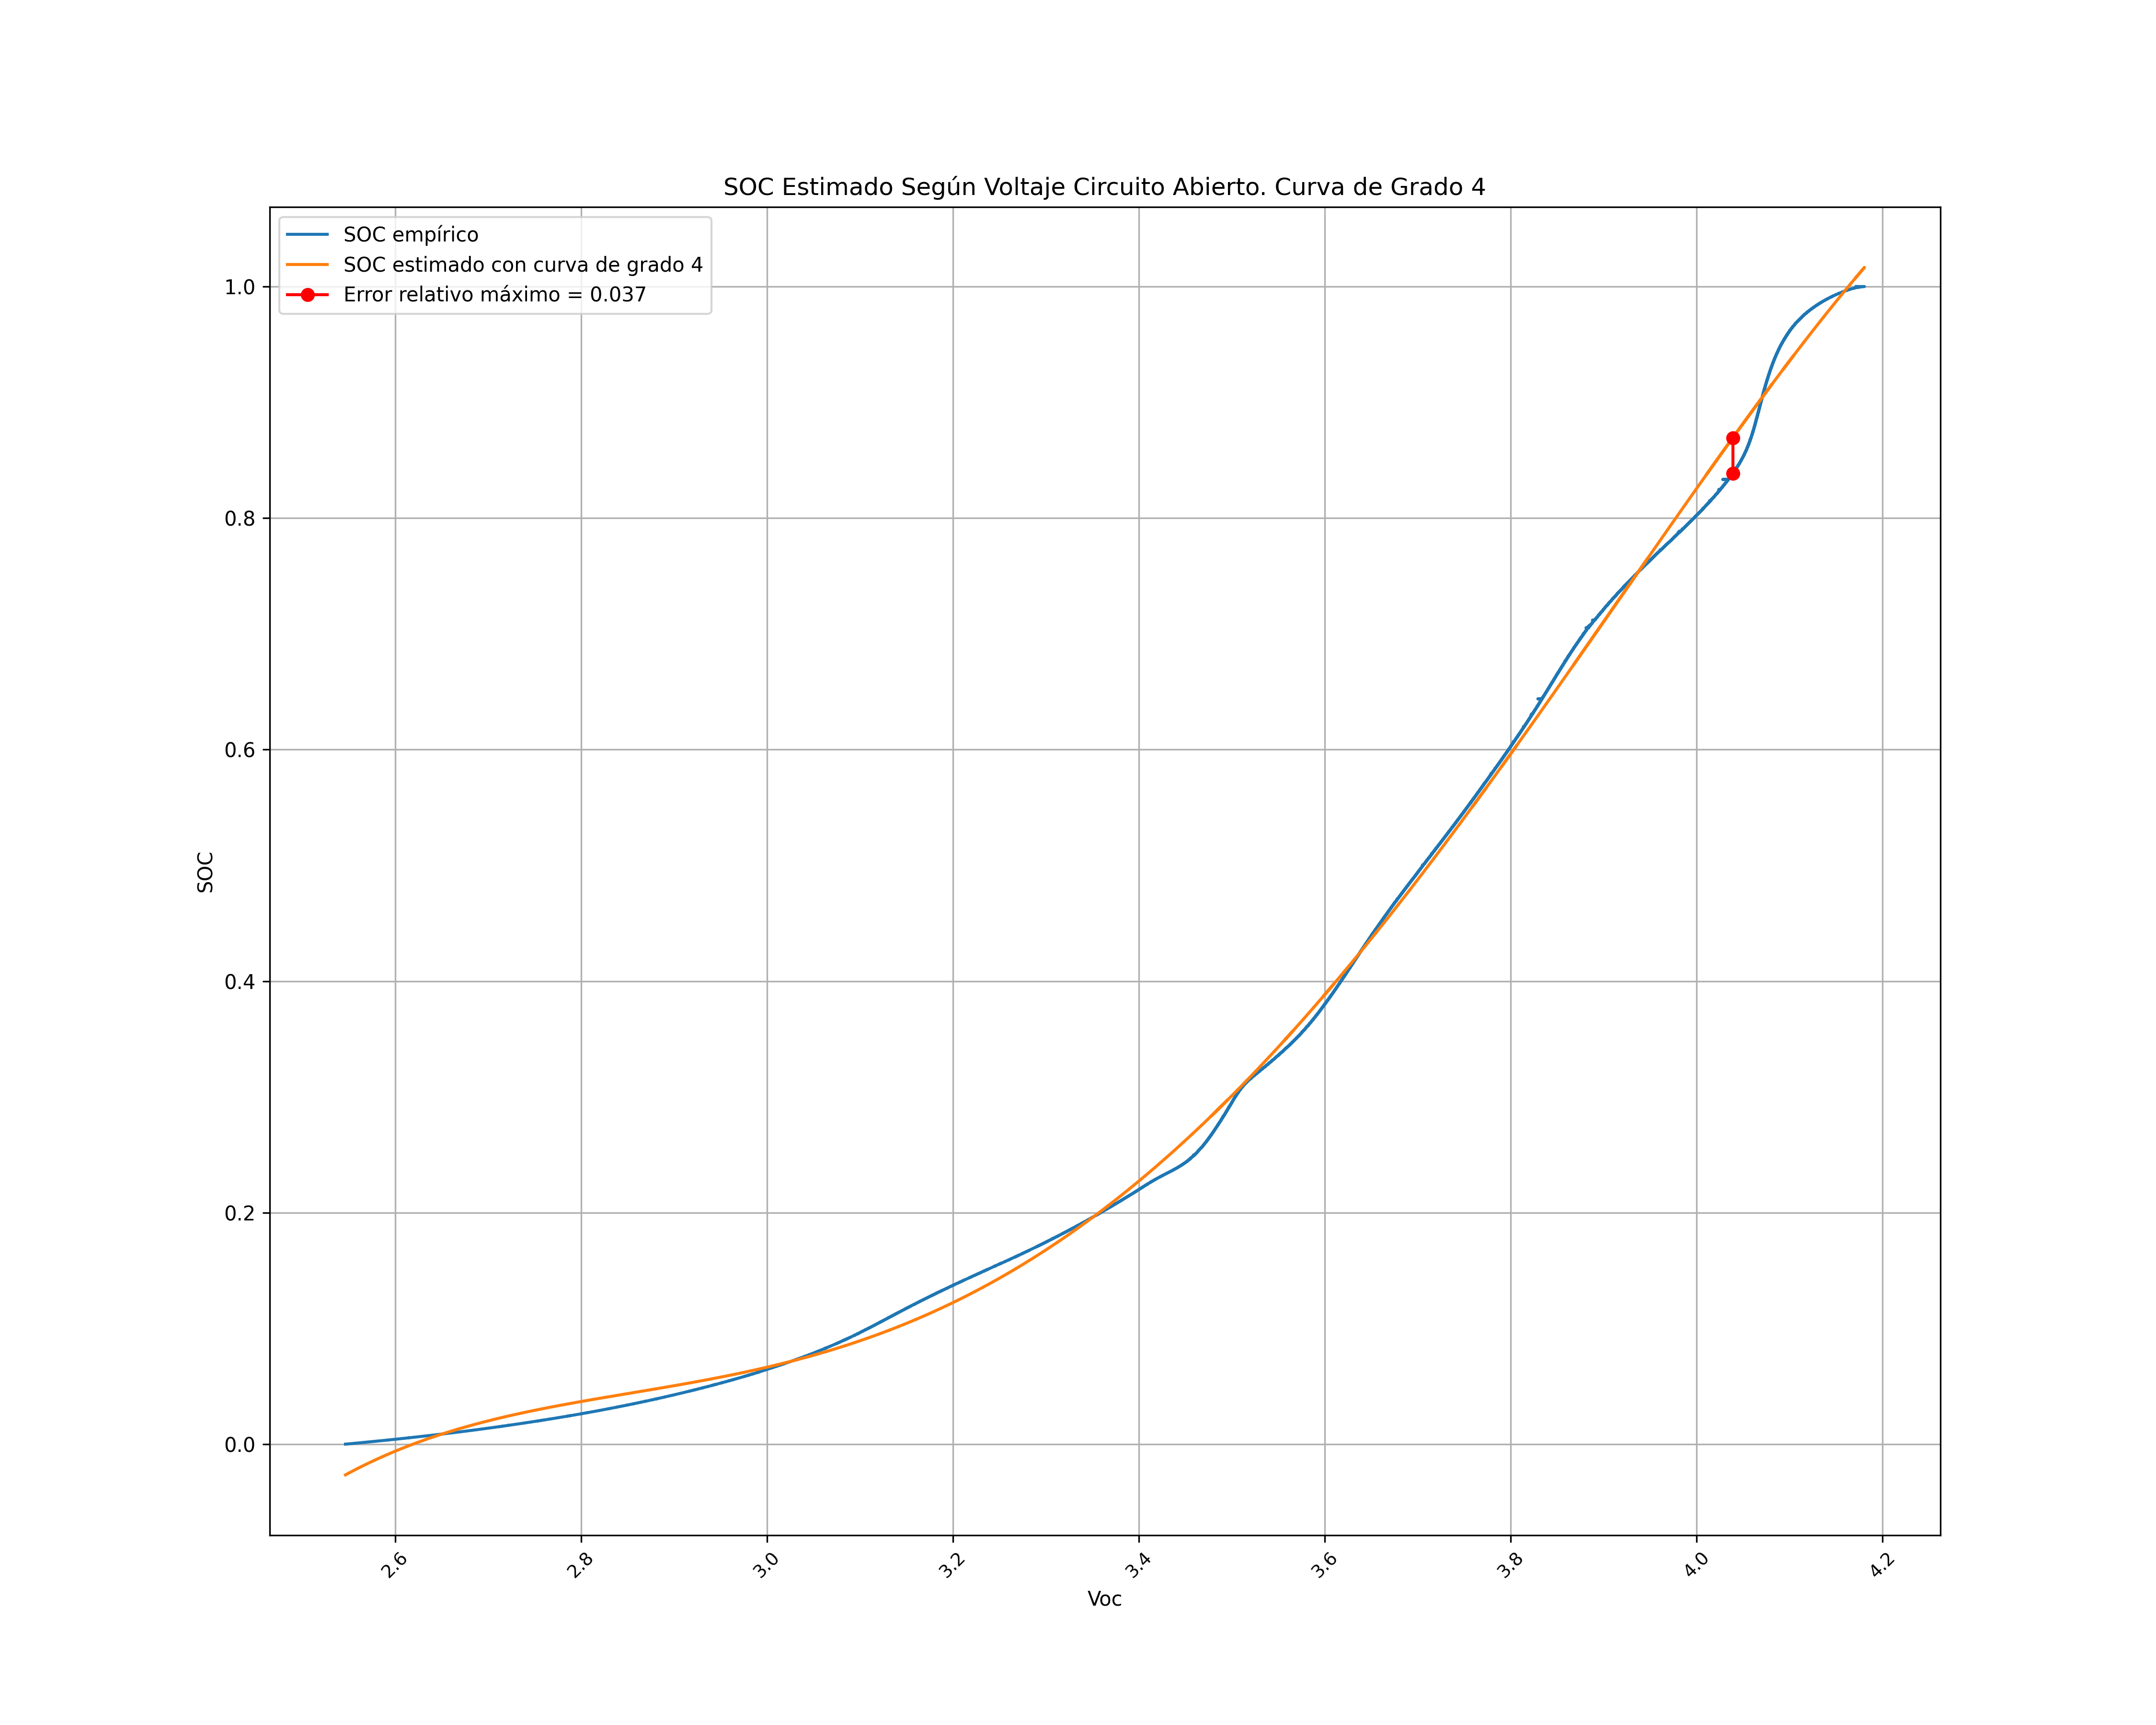 SOC Estimado Según Voltaje Circuito Abierto. Curva de Grado 4
SOC empírico
SOC estimado con curva de grado 4
Error relativo máximo = 0.037
1.0
0.8
0.6
0.4
0.2
0.0
SOC
2.6 2.8 3.0 3.2 3.4 3.6 3.8 4.0 4.2
Voc